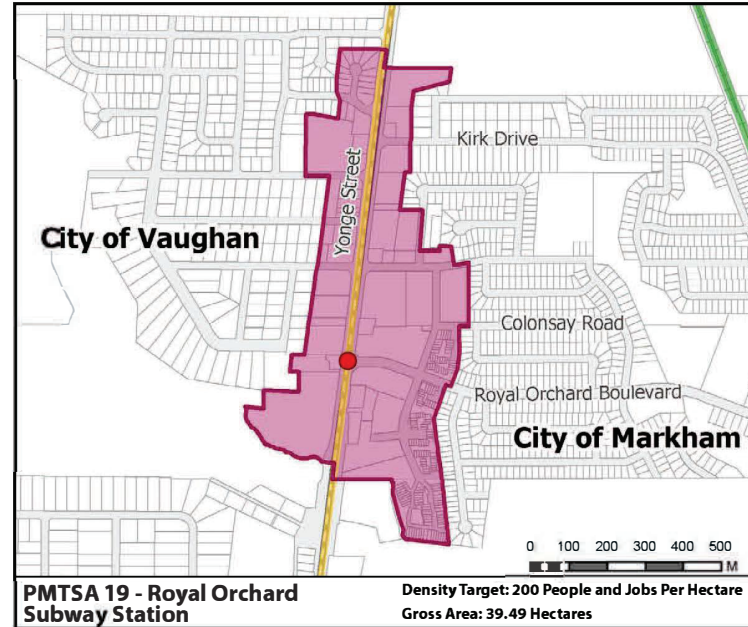 Kirk Drive
Yonge Street
City of Vaughan
Colonsay Road
Royal Orchard Boulevard
City of Markham
0 100 200 300 400 500
M
PMTSA 19 - Royal Orchard
Subway Station
Density Target: 200 People and Jobs Per Hectare
Gross Area: 39.49 Hectares